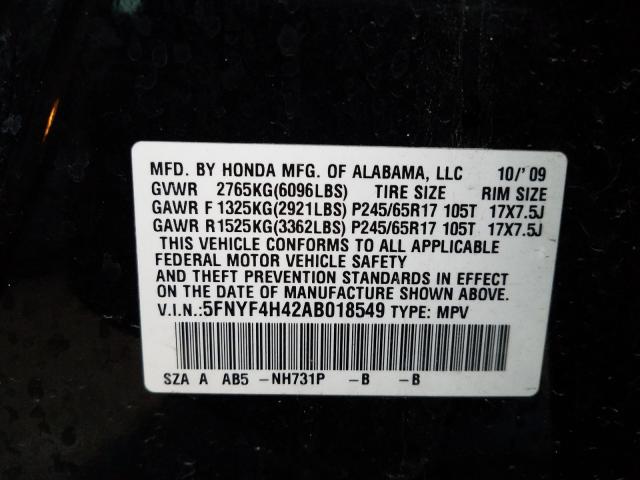 MFD. BY HONDA MFG. OF ALABAMA, LLC 10/'09
GVWR 2765KG(6096LBS) TIRE SIZE RIM SIZE
GAWR F 1325KG(2921LBS) P245/65R17 105T 17X7.5J
GAWR R 1525KG(3362LBS) P245/65R17 105T 17X7.5J
THIS VEHICLE CONFORMS TO ALL APPLICABLE
FEDERAL MOTOR VEHICLE SAFETY
AND THEFT PREVENTION STANDARDS IN EFFECT
ON THE DATE OF MANUFACTURE SHOWN ABOVE.
V.I.N.:5FNYF4H42AB018549 TYPE: MPV
SZA A AB5 -NH731P -B -B